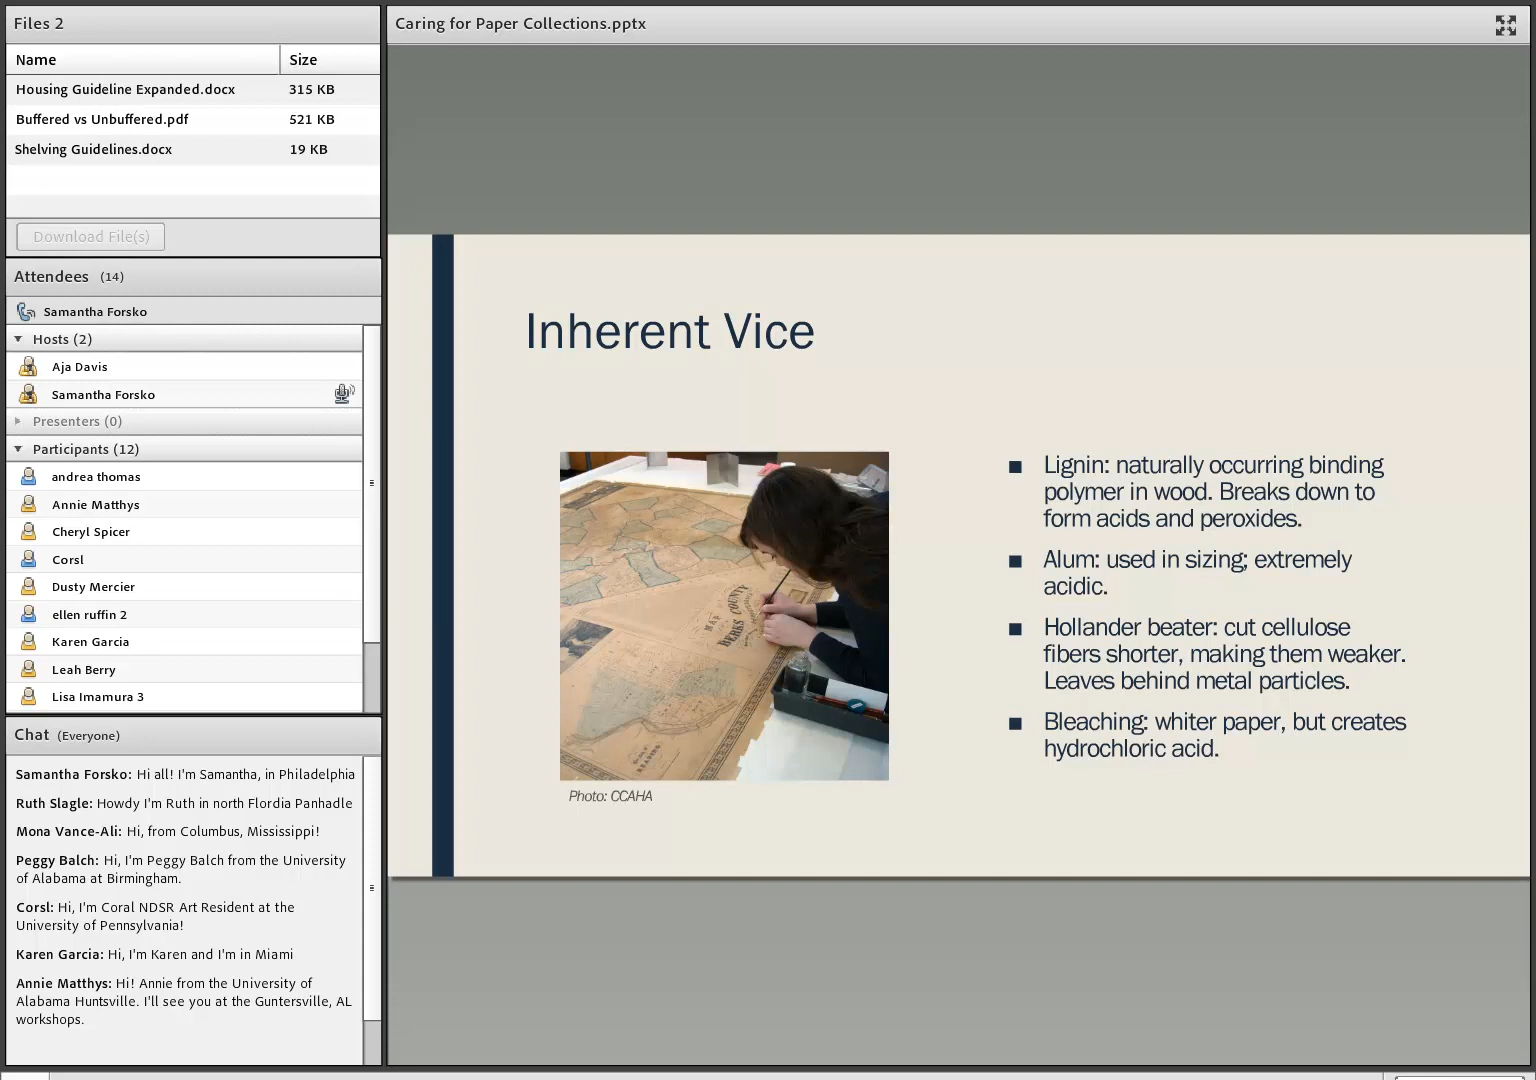 Files 2
Name
Size
Housing Guideline Expanded.docx
315 KB
Buffered vs Unbuffered.pdf
521 KB
Shelving Guidelines.docx
19 KB
Download File(s)
Attendees (14)
Samantha Forsko
Hosts (2)
Aja Davis
Samantha Forsko
Presenters (0)
Participants (12)
andrea thomas
Annie Matthys
Cheryl Spicer
Corsl
Dusty Mercier
ellen ruffin 2
Karen Garcia
Leah Berry
Lisa Imamura 3
Chat (Everyone)
Samantha Forsko: Hi all! I'm Samantha, in Philadelphia
Ruth Slagle: Howdy I'm Ruth in north Flordia Panhadle
Mona Vance-Ali: Hi, from Columbus, Mississippi!
Peggy Balch: Hi, I'm Peggy Balch from the University
of Alabama at Birmingham.
Corsl: Hi, I'm Coral NDSR Art Resident at the
University of Pennsylvania!
Karen Garcia: Hi, I'm Karen and I'm in Miami
Annie Matthys: Hi! Annie from the University of
Alabama Huntsville. I'll see you at the Guntersville, AL
workshops.
Caring for Paper Collections.pptx
Inherent Vice
MAP
BERKS COUNTY
READING
Photo: CCAHA
■ Lignin: naturally occurring binding
polymer in wood. Breaks down to
form acids and peroxides.
■ Alum: used in sizing; extremely
acidic.
■ Hollander beater: cut cellulose
fibers shorter, making them weaker.
Leaves behind metal particles.
■ Bleaching: whiter paper, but creates
hydrochloric acid.